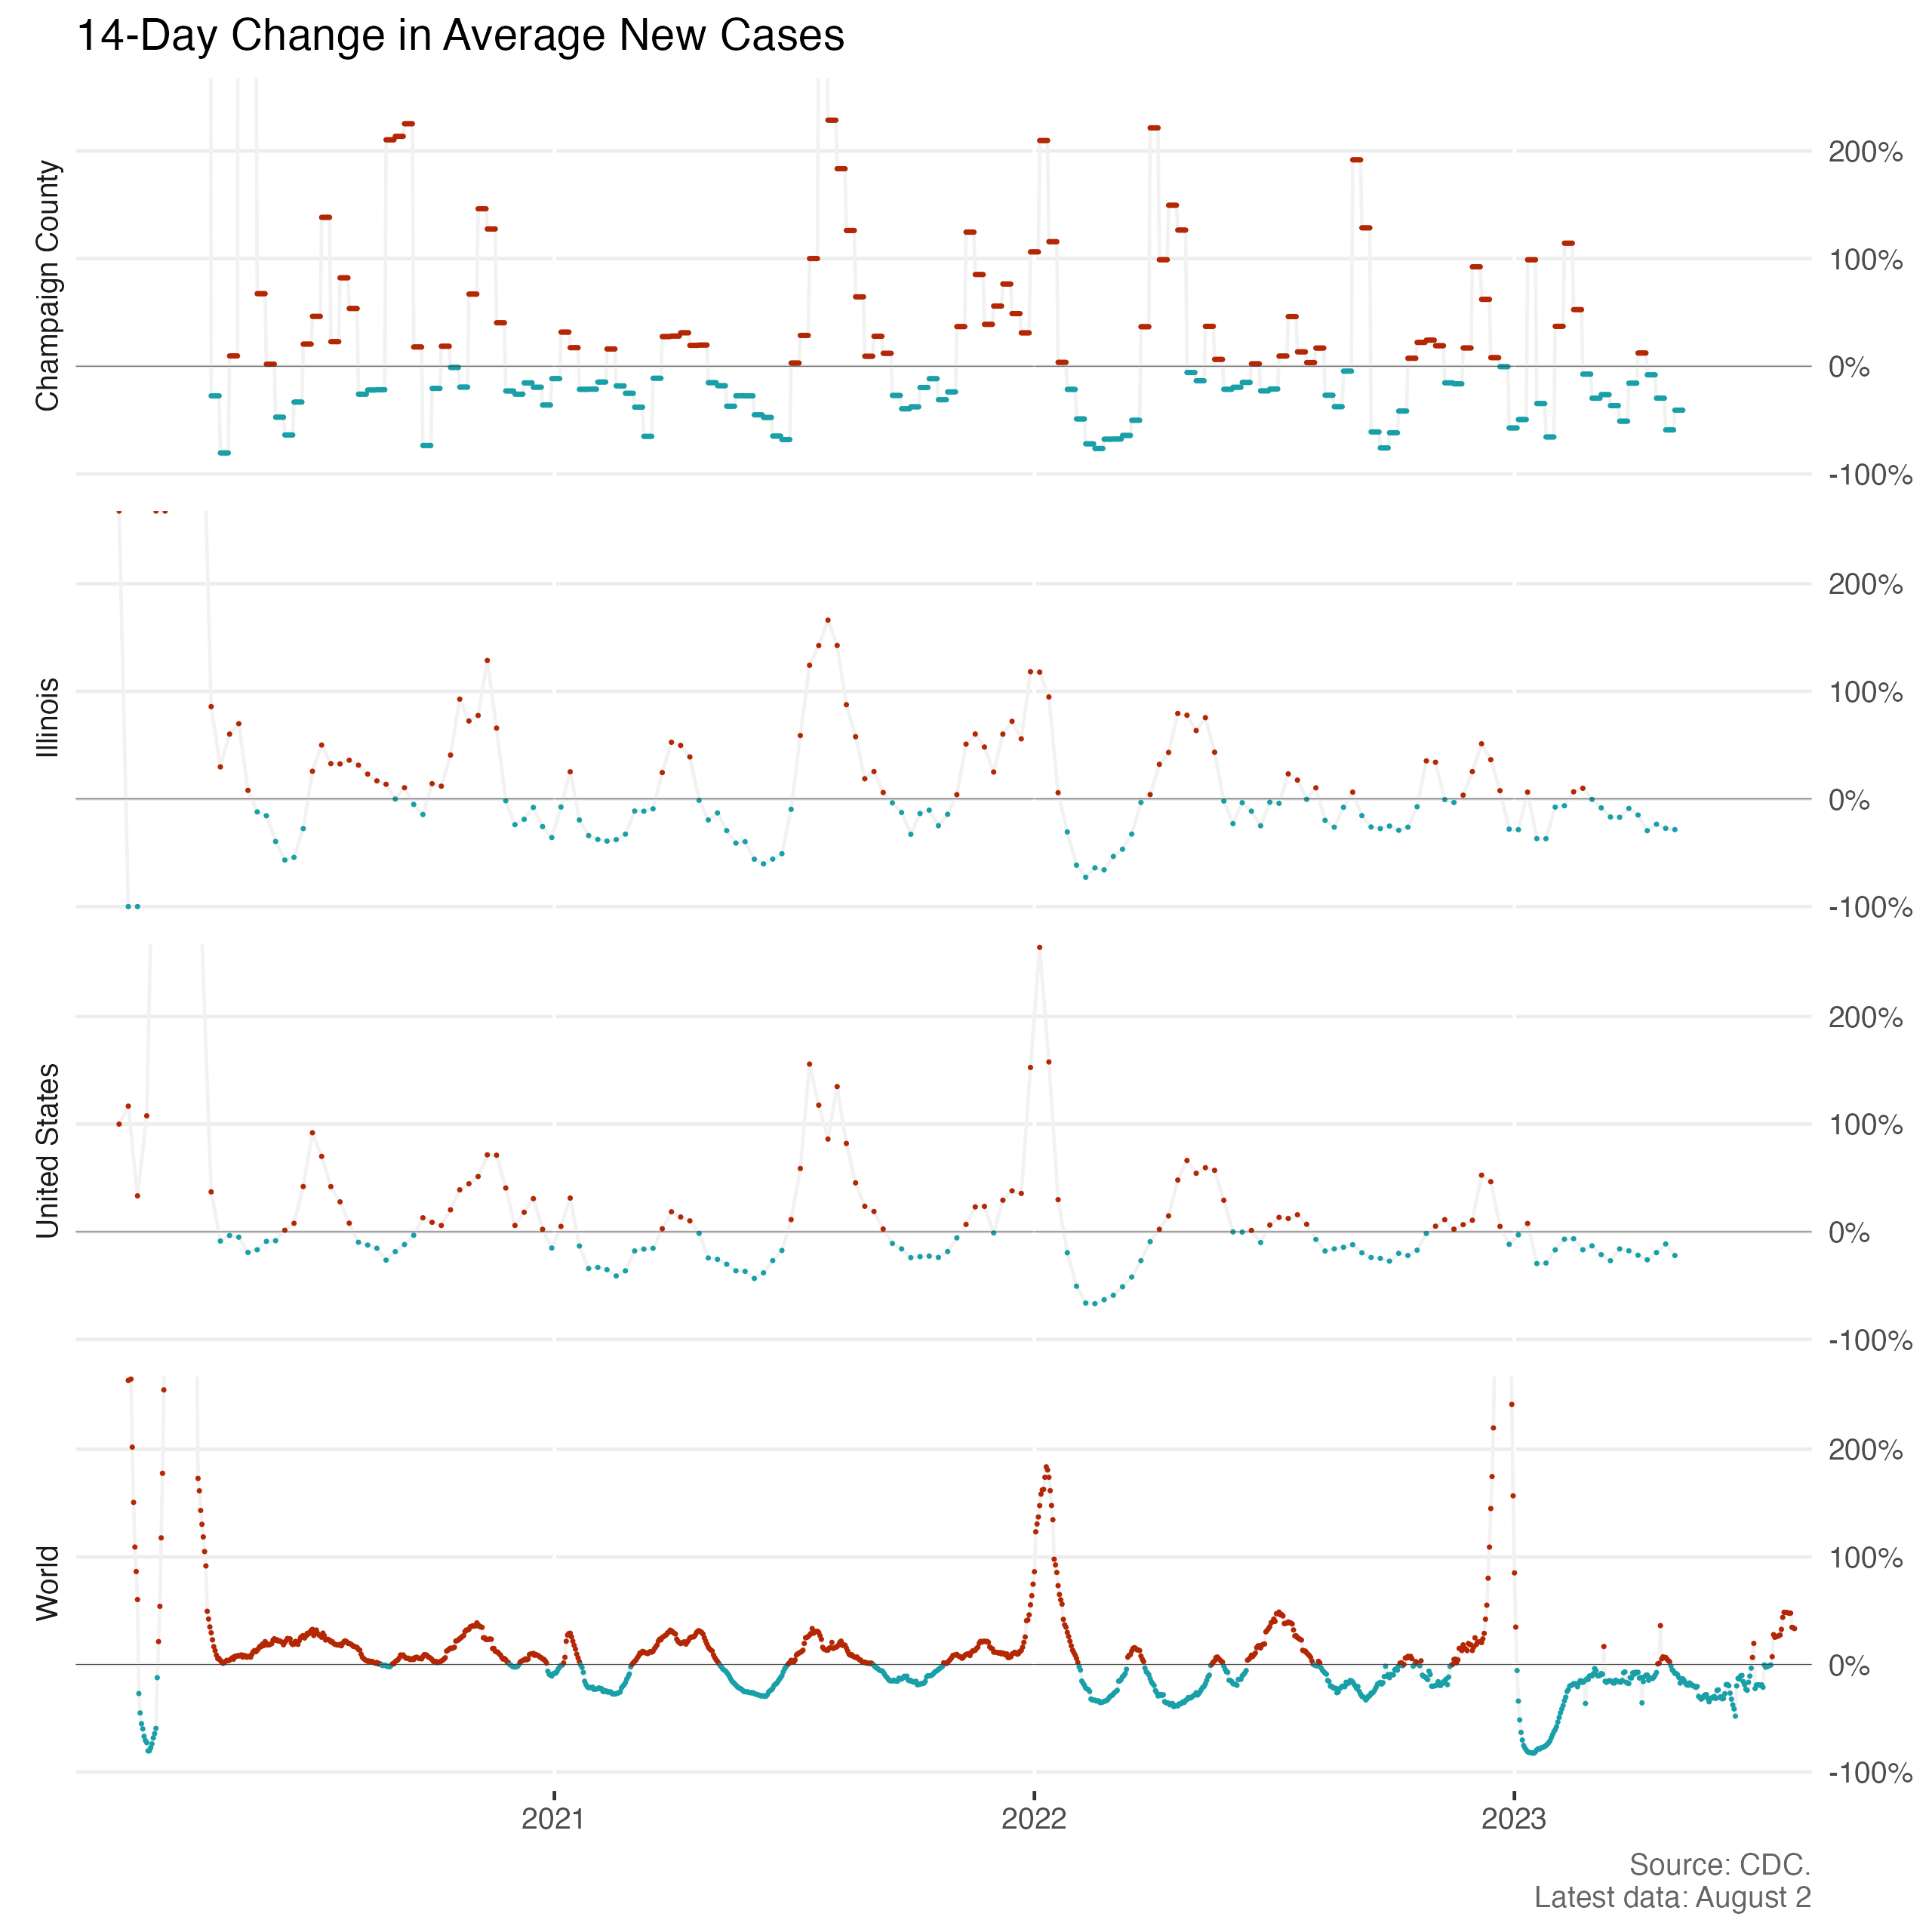 14-Day Change in Average New Cases
Champaign County
200%
100%
0%
-100%
Illinois
200%
100%
0%
-100%
United States
200%
100%
0%
-100%
World
200%
100%
0%
-100%
2021
2022
2023
Source: CDC.
Latest data: August 2